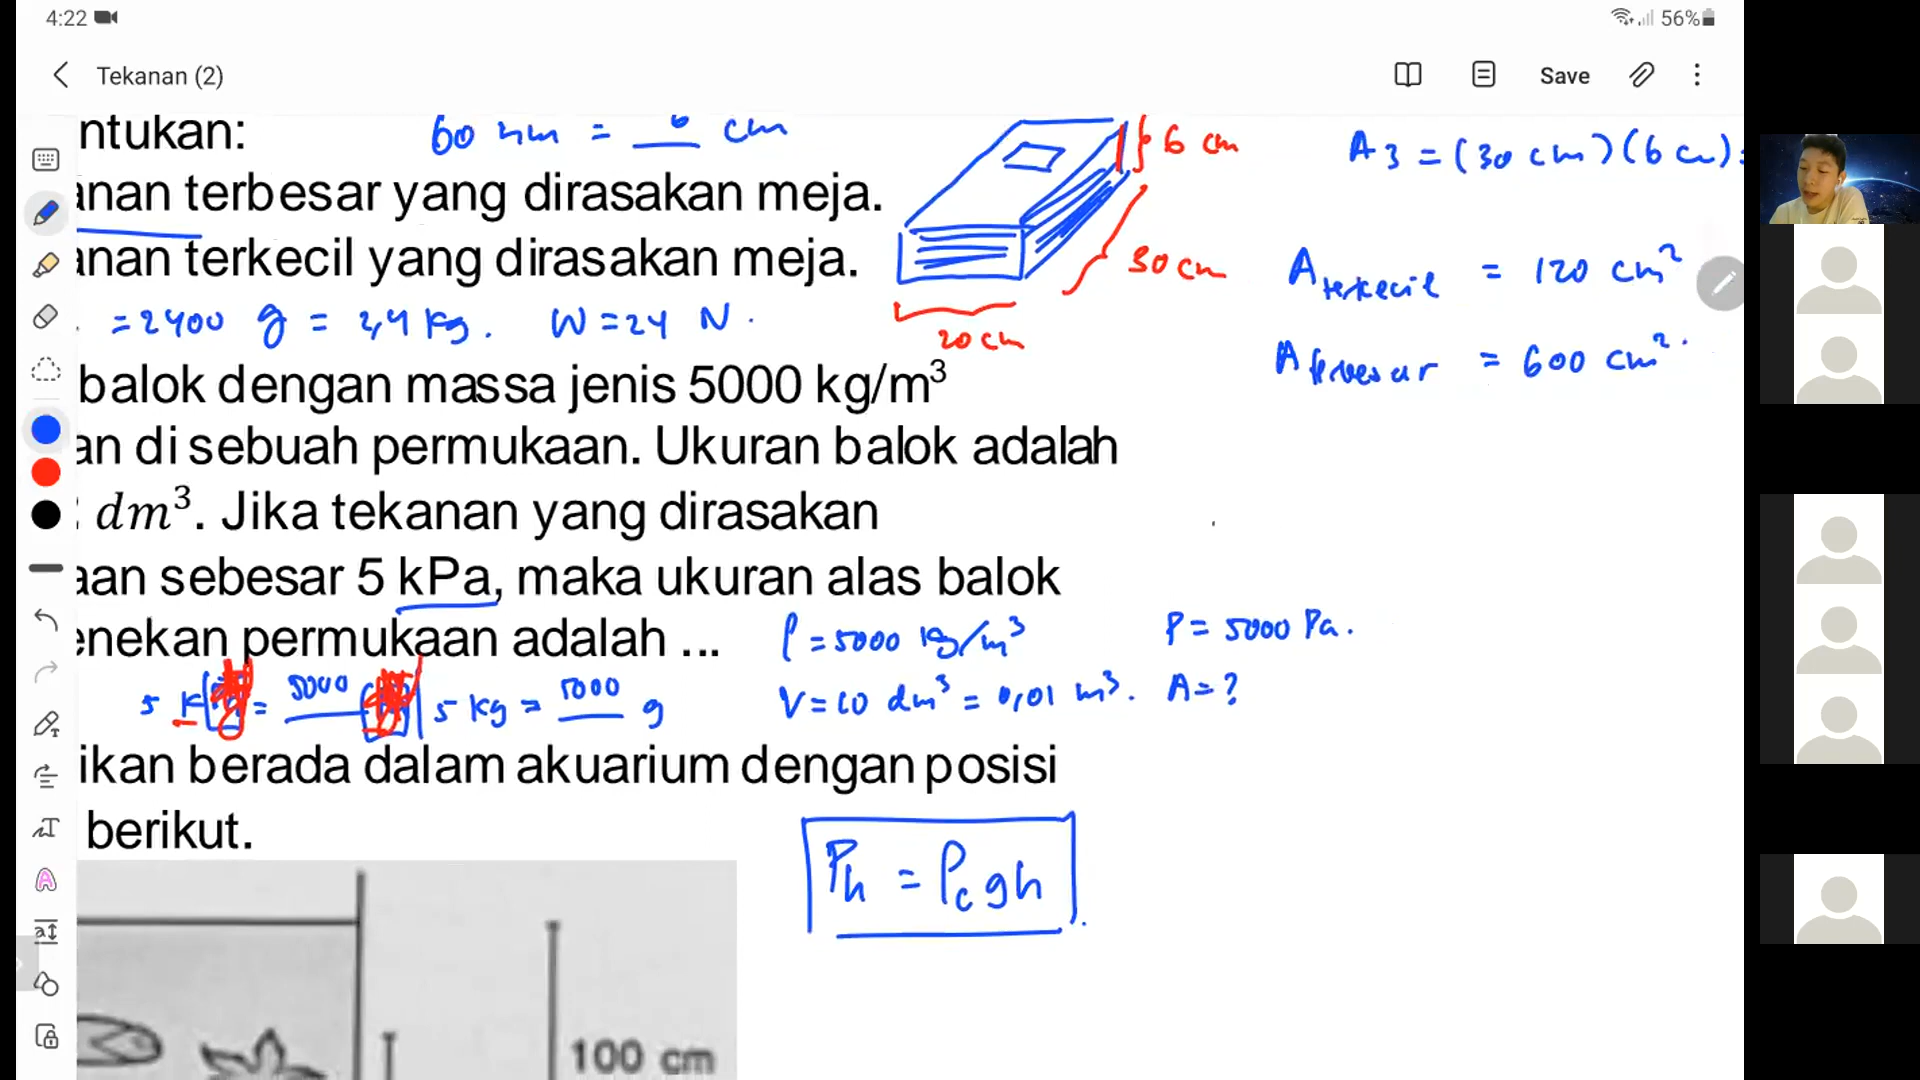 4:22
56%
Tekanan (2)
Save
ntukan:
60 mm = 6 cm
anan terbesar yang dirasakan meja.
anan terkecil yang dirasakan meja.
= 2400 g = 2,4 kg. W = 24 N.
6 cm
30 cm
20 cm
A3 = (30 cm)(6 cm) =
A terkecil = 120 cm²
A terbesar = 600 cm².
balok dengan massa jenis 5000 kg/m³
an di sebuah permukaan. Ukuran balok adalah
dm³. Jika tekanan yang dirasakan
aan sebesar 5 kPa, maka ukuran alas balok
enekan permukaan adalah ...
ρ = 5000 kg/m³
P = 5000 Pa.
5 k = 5000
5 kg = 5000 g
V = 10 dm³ = 0,01 m³.
A = ?
ikan berada dalam akuarium dengan posisi
berikut.
Ph = ρc g h
100 cm